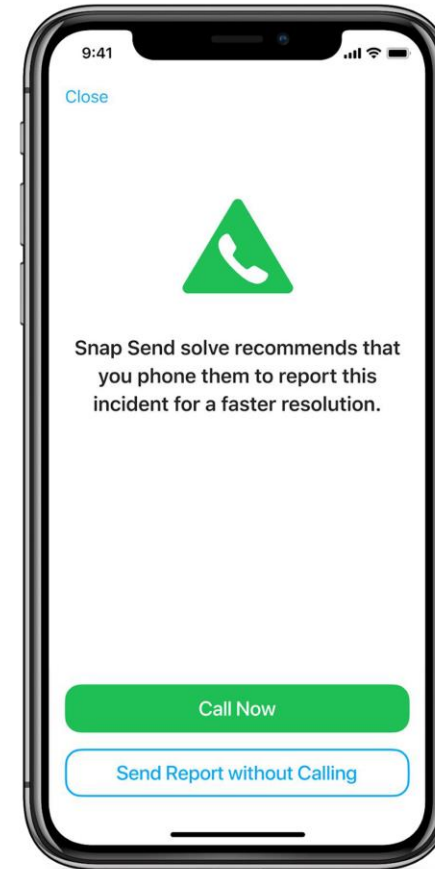 9:41
Close
Snap Send solve recommends that
you phone them to report this
incident for a faster resolution.
Call Now
Send Report without Calling